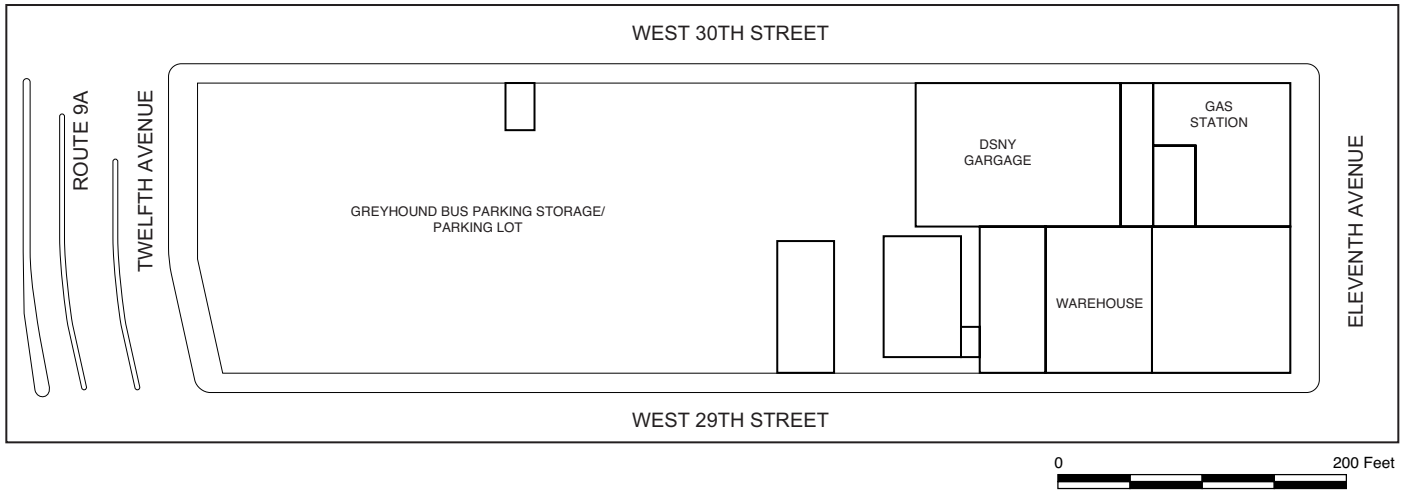 WEST 30TH STREET
ROUTE 9A
TWELFTH AVENUE
GAS
STATION
DSNY
GARGAGE
GREYHOUND BUS PARKING STORAGE/
PARKING LOT
WAREHOUSE
ELEVENTH AVENUE
WEST 29TH STREET
0 200 Feet